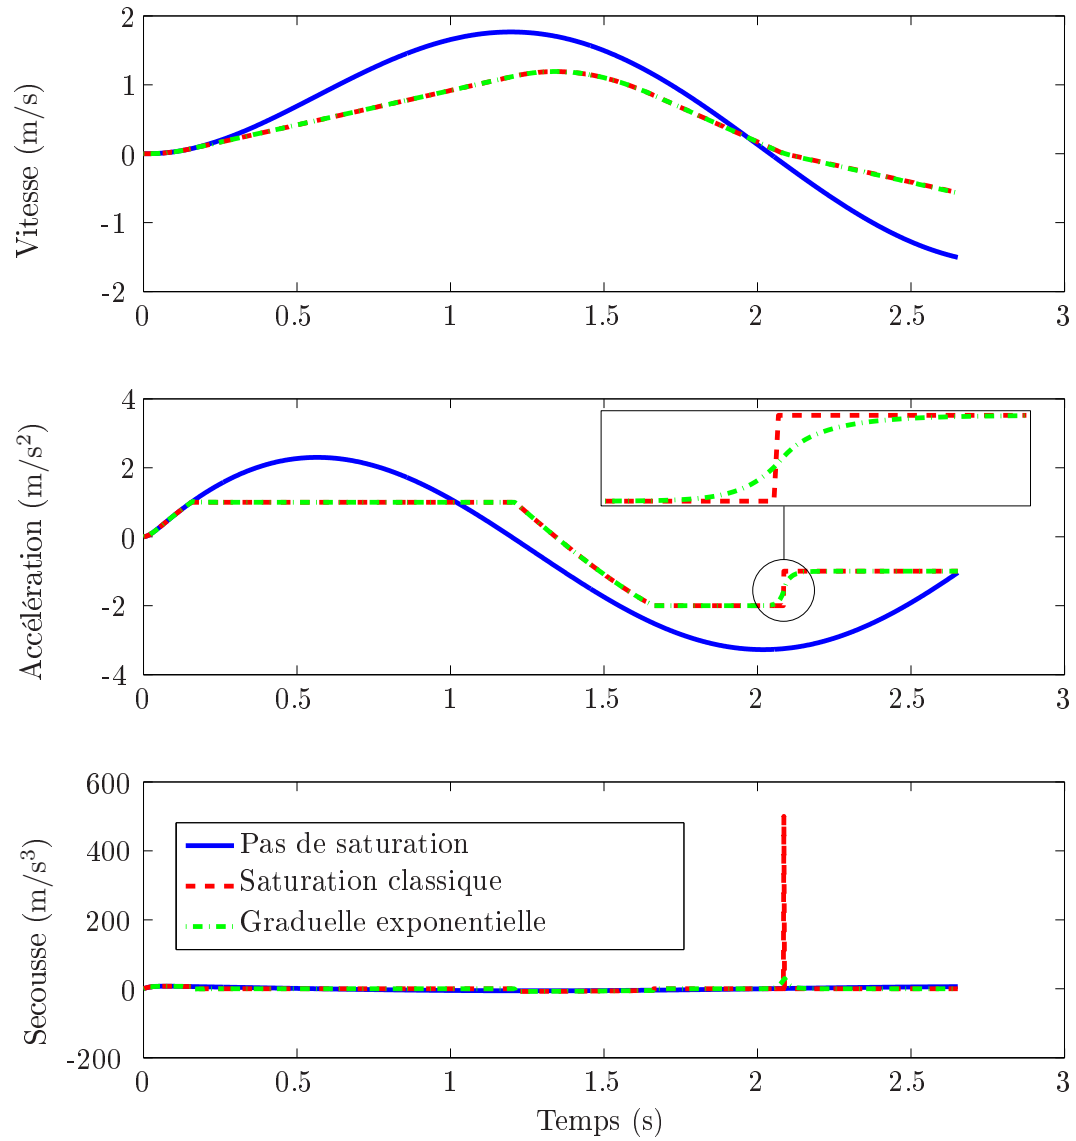 Vitesse (m/s)
2
1
0
-1
-2
0 0.5 1 1.5 2 2.5 3
Accélération (m/s²)
4
2
0
-2
-4
0 0.5 1 1.5 2 2.5 3
Secousse (m/s³)
600
400
200
0
-200
Pas de saturation
Saturation classique
Graduelle exponentielle
0 0.5 1 1.5 2 2.5 3
Temps (s)